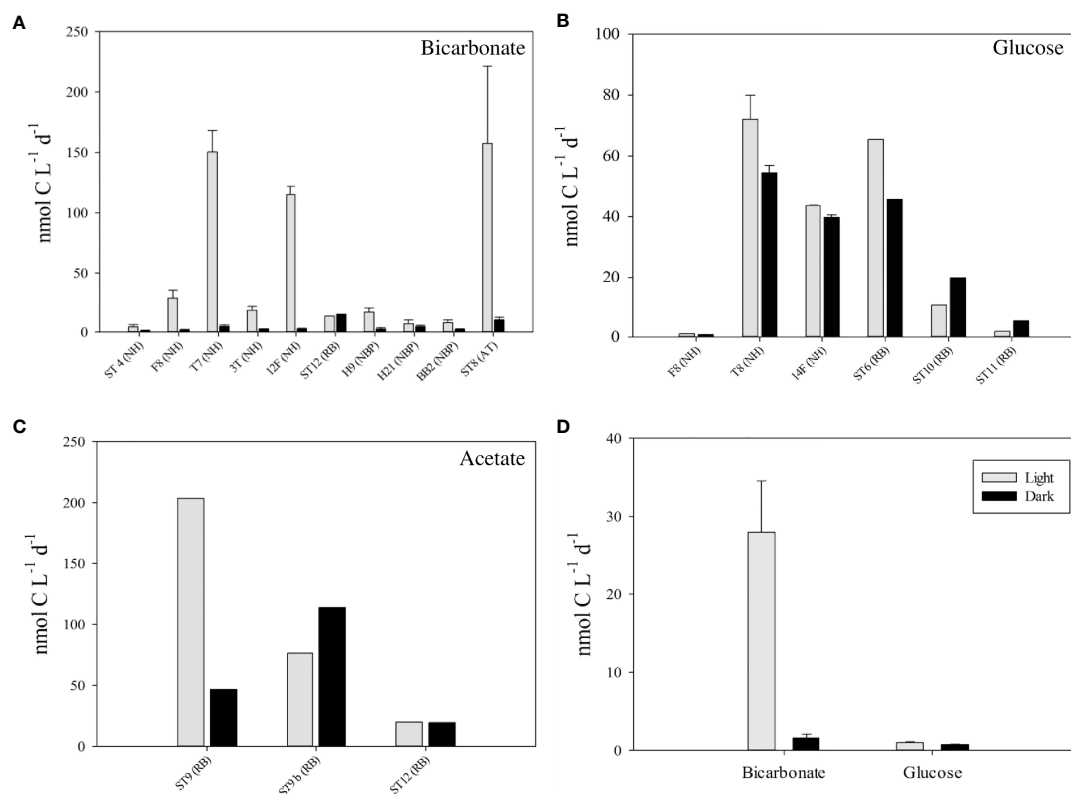 A
Bicarbonate
nmol C L⁻¹ d⁻¹
250
200
150
100
50
0
ST 4 (NH)
F8 (NH)
T7 (NH)
3T (NH)
12F (NH)
ST12 (RB)
H9 (NBP)
H21 (NBP)
BB2 (NBP)
ST8 (AT)
B
Glucose
nmol C L⁻¹ d⁻¹
100
80
60
40
20
0
F8 (NH)
T8 (NH)
14F (NH)
ST6 (RB)
ST10 (RB)
ST11 (RB)
C
Acetate
nmol C L⁻¹ d⁻¹
250
200
150
100
50
0
ST9 (RB)
S79 b (RB)
ST12 (RB)
D
nmol C L⁻¹ d⁻¹
40
30
20
10
0
Light
Dark
Bicarbonate
Glucose